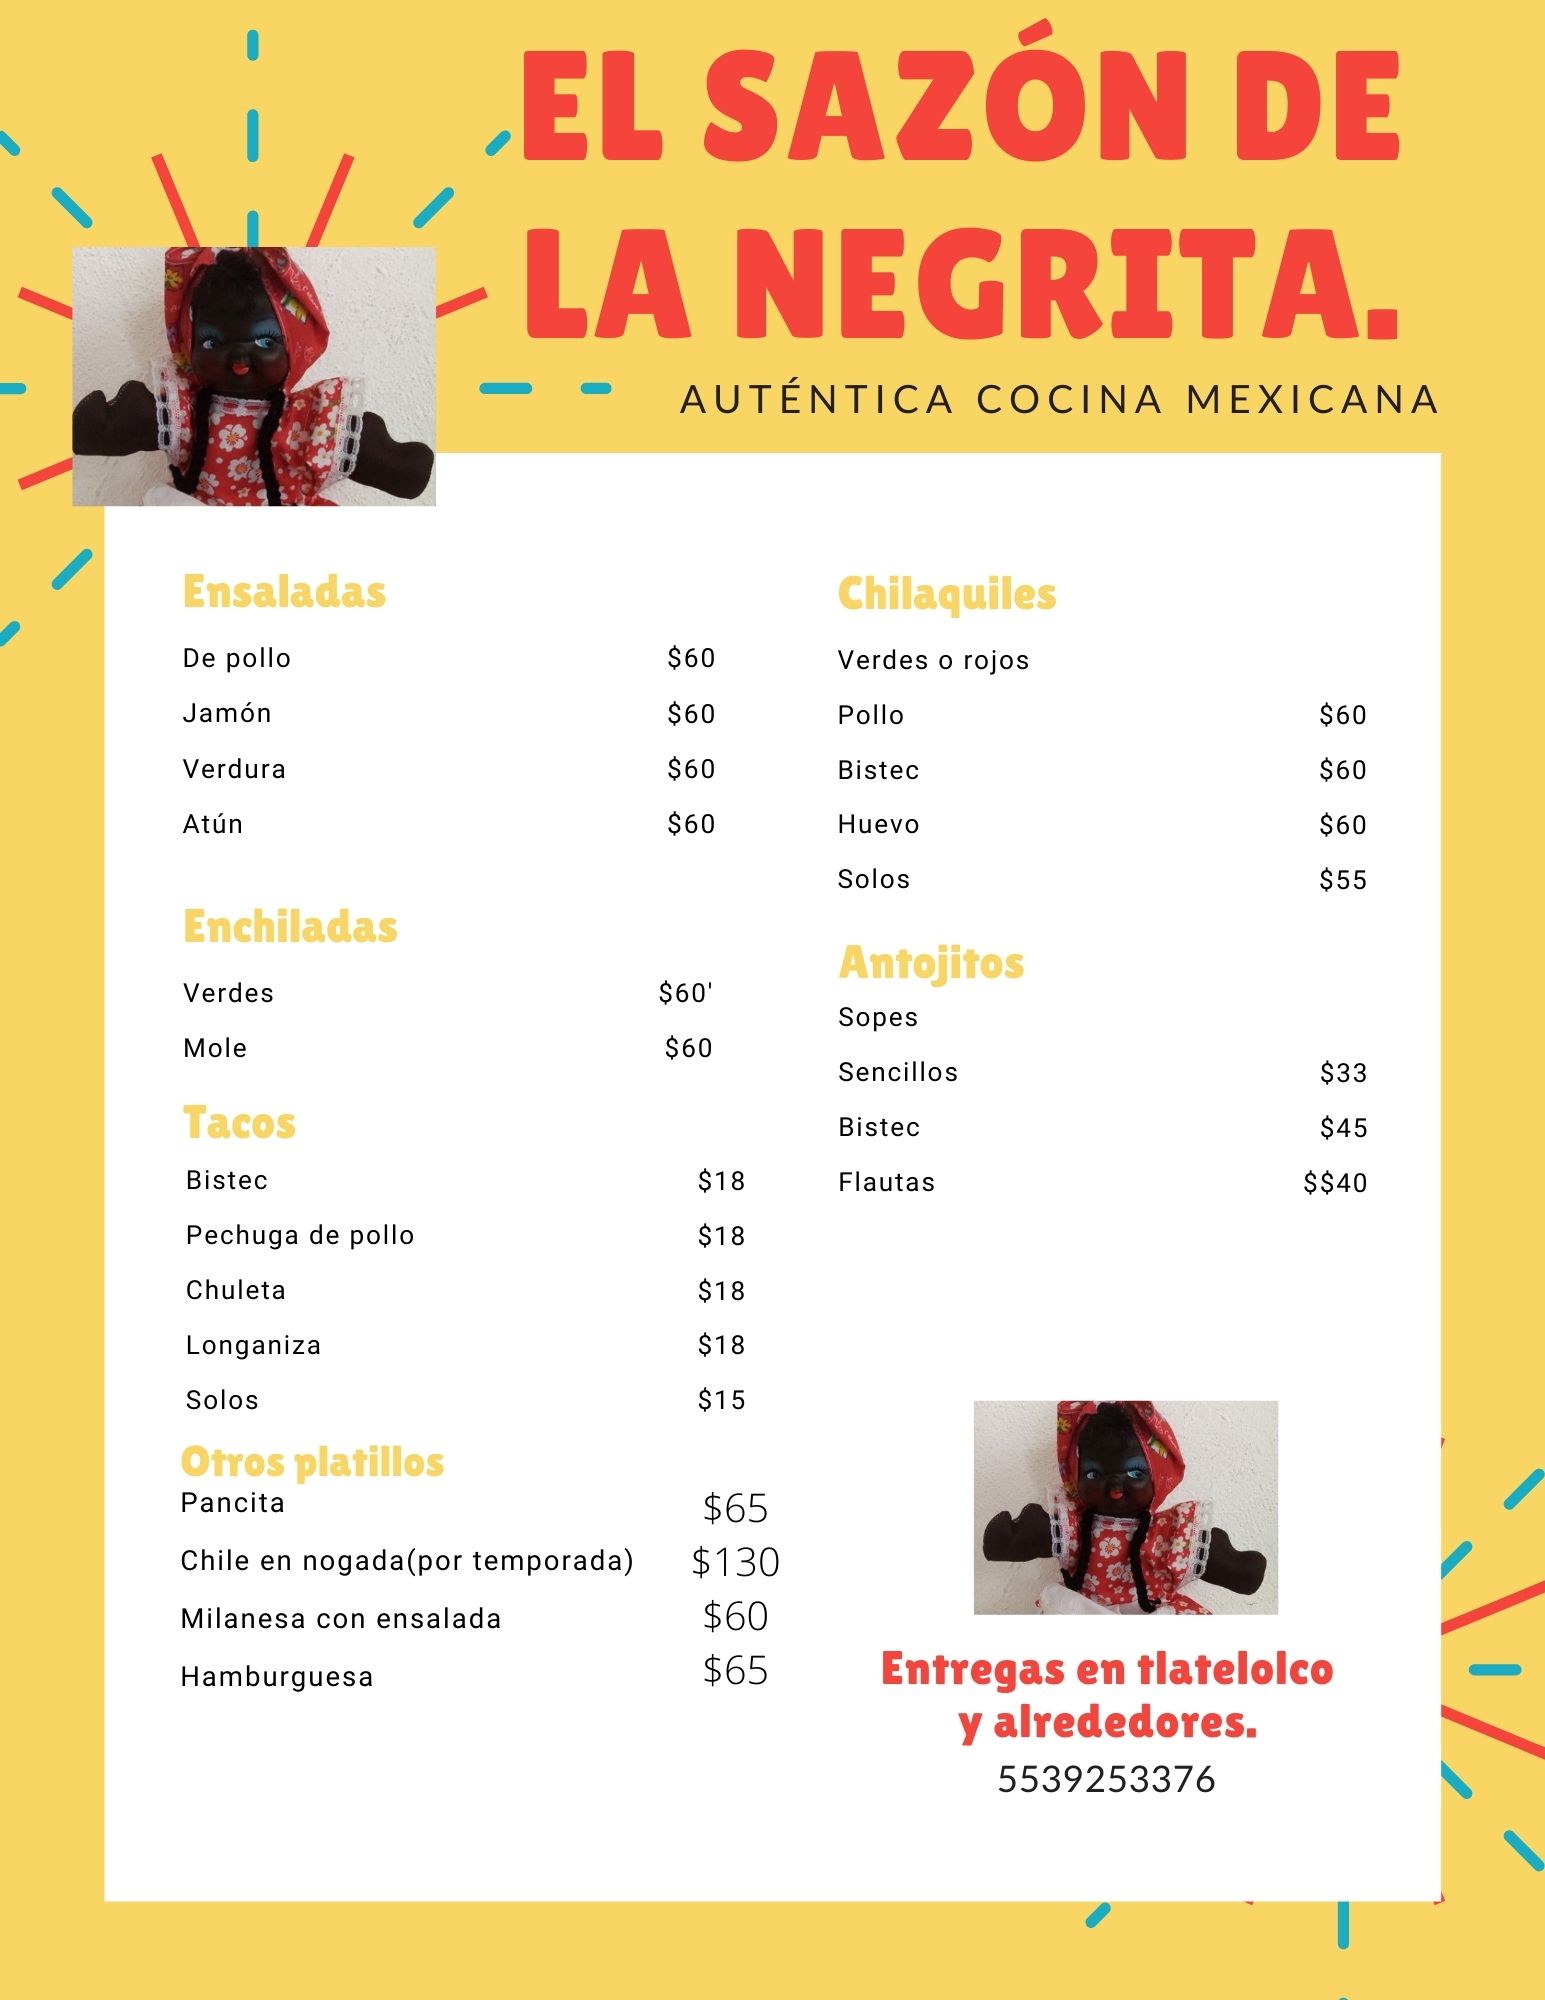 EL SAZÓN DE
LA NEGRITA.
AUTÉNTICA COCINA MEXICANA
Ensaladas
De pollo $60
Jamón $60
Verdura $60
Atún $60
Enchiladas
Verdes $60'
Mole $60
Tacos
Bistec $18
Pechuga de pollo $18
Chuleta $18
Longaniza $18
Solos $15
Otros platillos
Pancita $65
Chile en nogada(por temporada) $130
Milanesa con ensalada $60
Hamburguesa $65
Chilaquiles
Verdes o rojos
Pollo $60
Bistec $60
Huevo $60
Solos $55
Antojitos
Sopes
Sencillos $33
Bistec $45
Flautas $$40
Entregas en tlatelolco
y alrededores.
5539253376